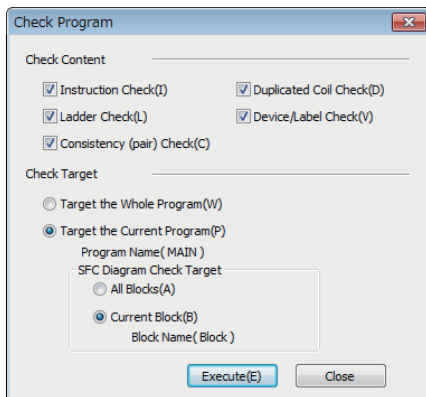 Check Program
Check Content
Instruction Check(I) Duplicated Coil Check(D)
Ladder Check(L) Device/Label Check(V)
Consistency (pair) Check(C)
Check Target
Target the Whole Program(W)
Target the Current Program(P)
Program Name( MAIN )
SFC Diagram Check Target
All Blocks(A)
Current Block(B)
Block Name( Block )
Execute(E) Close